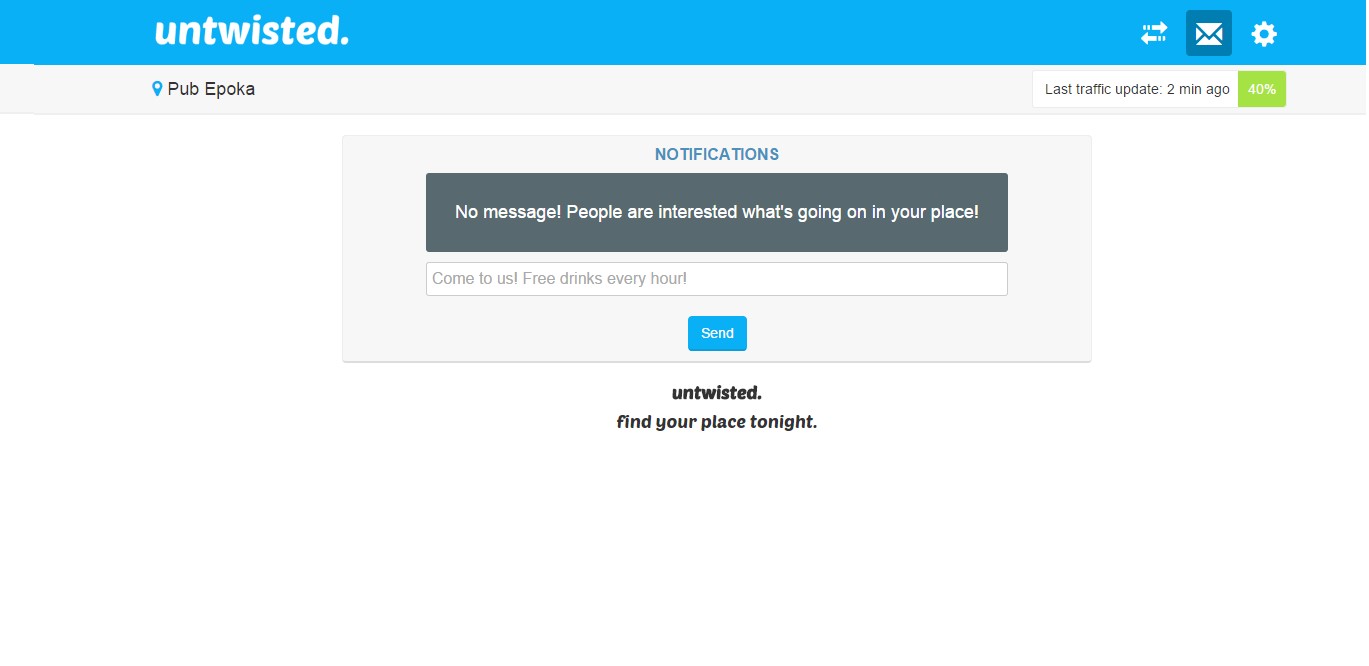 untwisted.
Pub Epoka
Last traffic update: 2 min ago 40%
NOTIFICATIONS
No message! People are interested what's going on in your place!
Come to us! Free drinks every hour!
Send
untwisted.
find your place tonight.